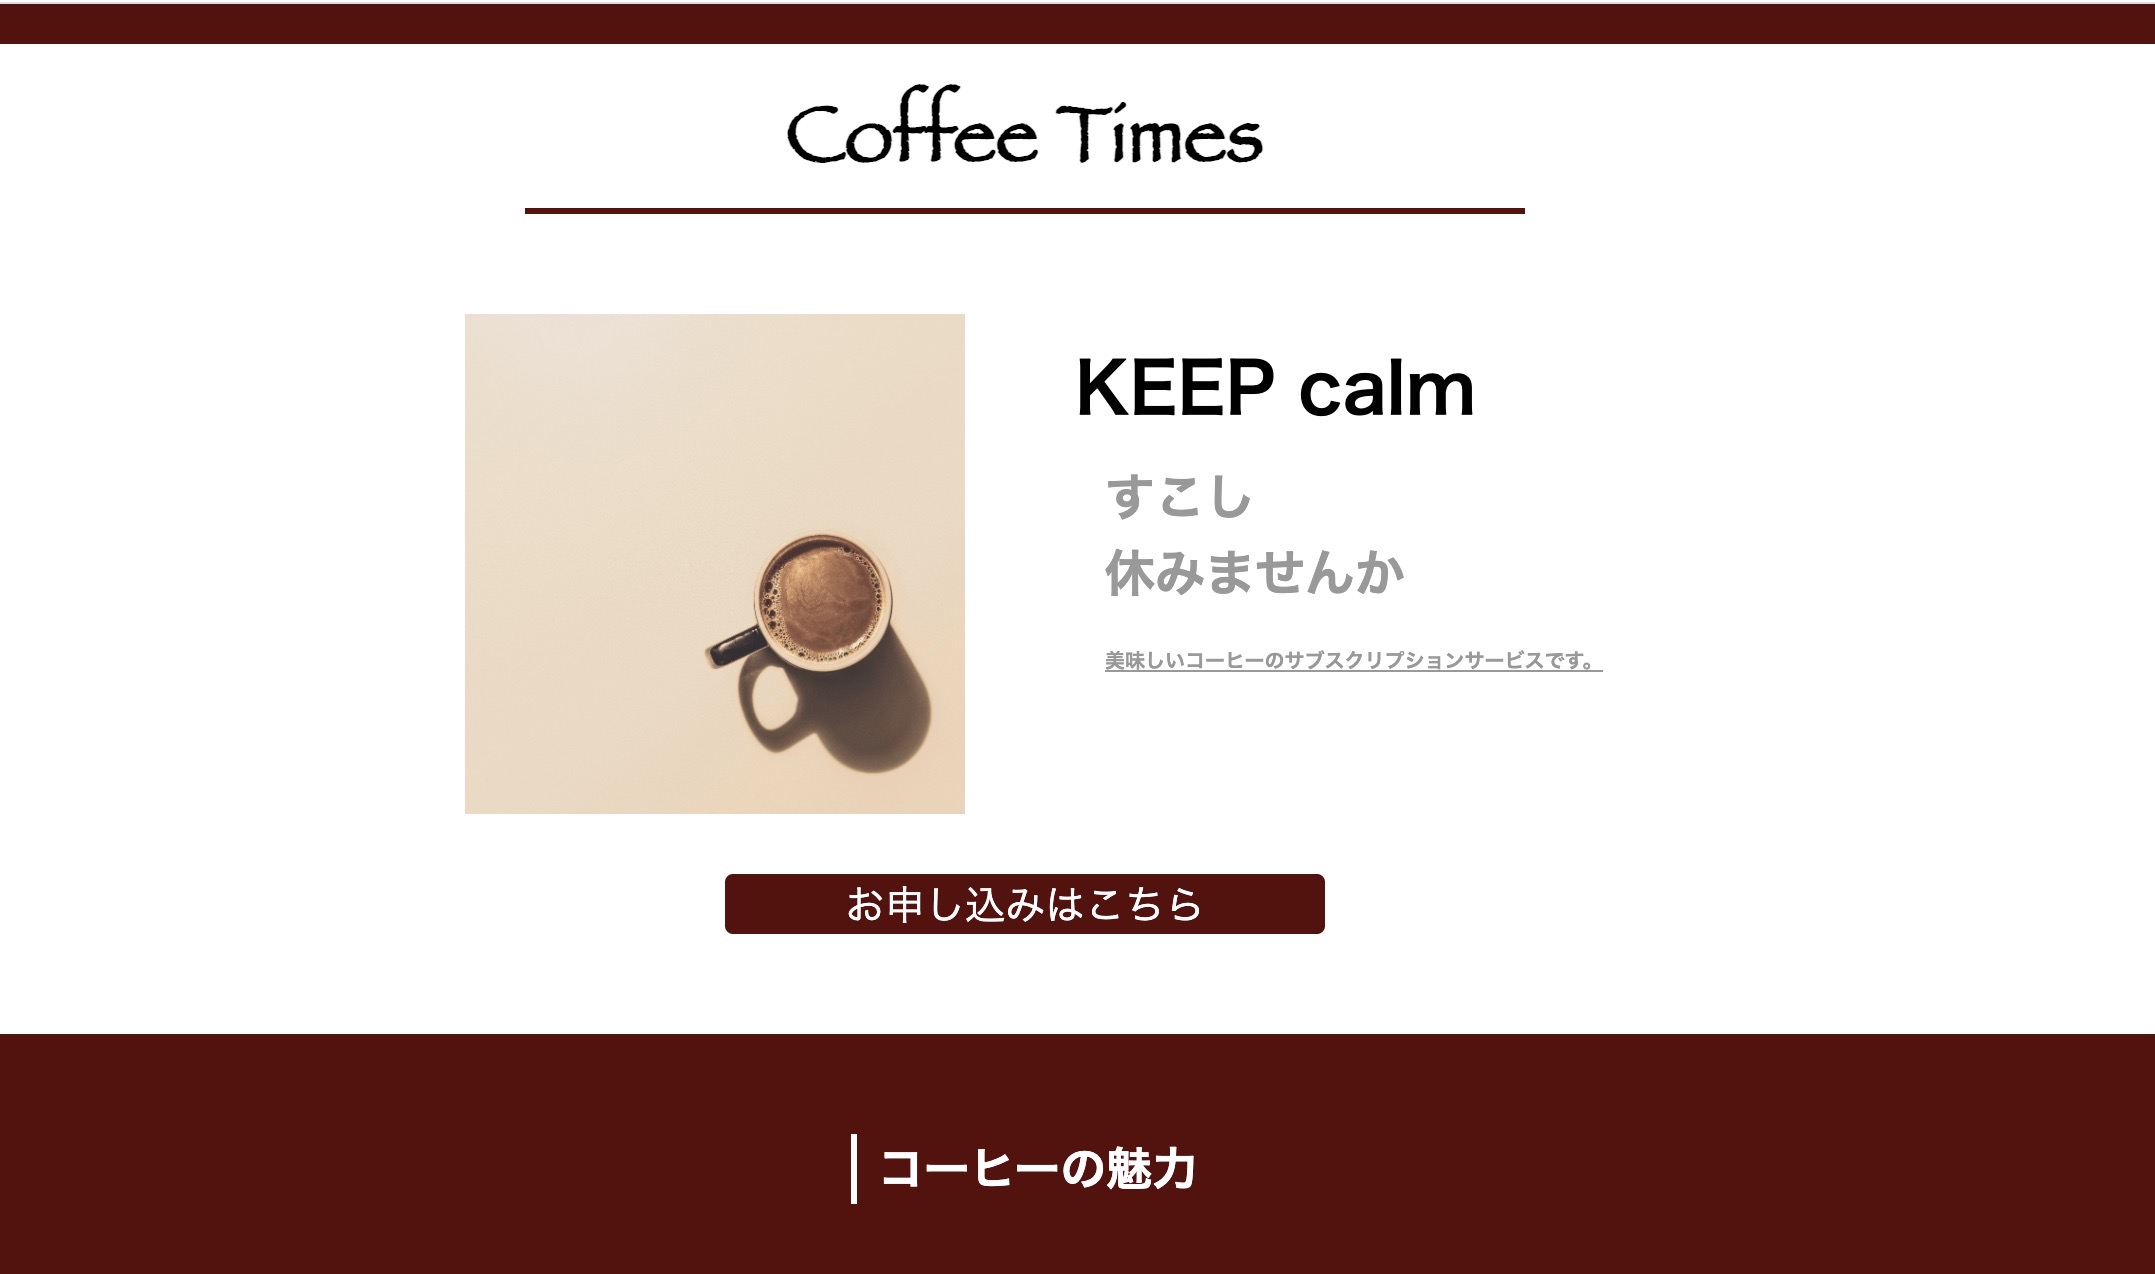 Coffee Times
KEEP calm
すこし
休みませんか
美味しいコーヒーのサブスクリプションサービスです。
お申し込みはこちら
コーヒーの魅力